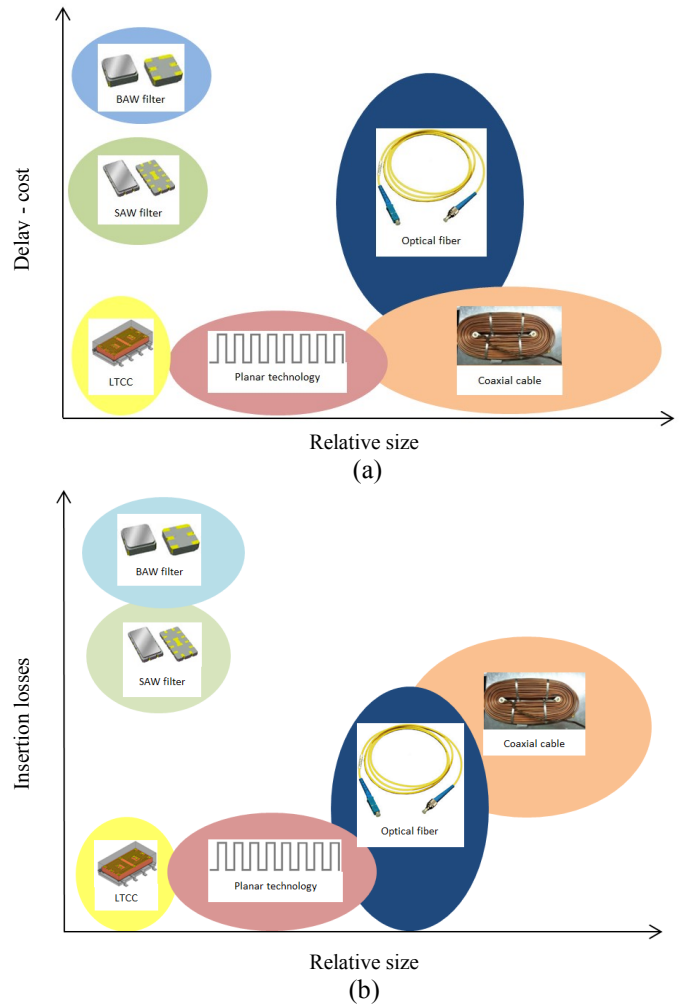 Delay - cost
BAW filter
SAW filter
Optical fiber
LTCC
Planar technology
Coaxial cable
Relative size
(a)
Insertion losses
BAW filter
SAW filter
Coaxial cable
Optical fiber
LTCC
Planar technology
Relative size
(b)